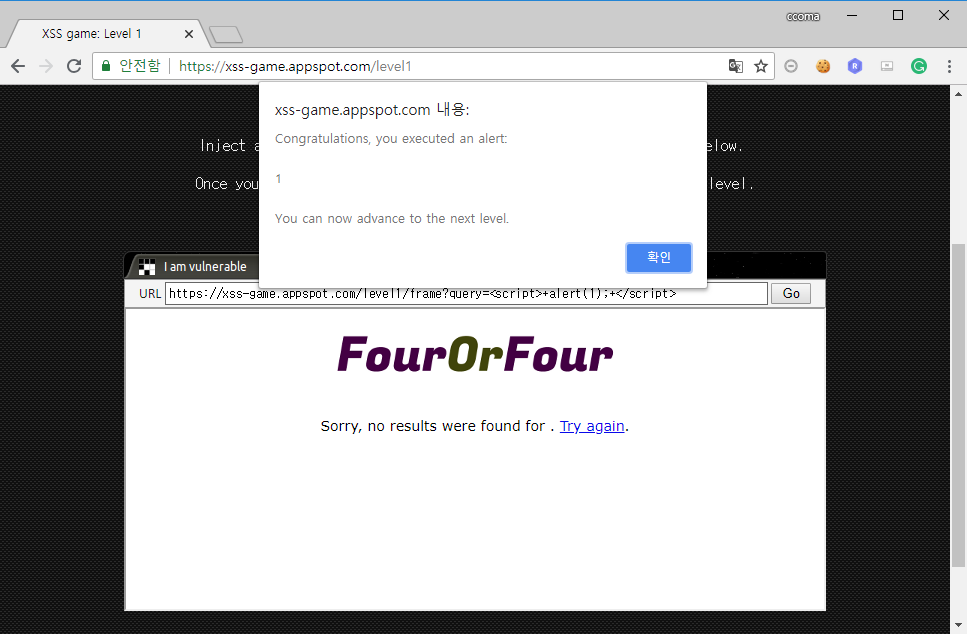 ccoma
XSS game: Level 1
안전함 https://xss-game.appspot.com/level1
xss-game.appspot.com 내용:
Congratulations, you executed an alert:
1
You can now advance to the next level.
확인
Inject a
elow.
Once you
level.
I am vulnerable
URL https://xss-game.appspot.com/level1/frame?query=<script>+alert(1);+</script> Go
FourOrFour
Sorry, no results were found for . Try again.